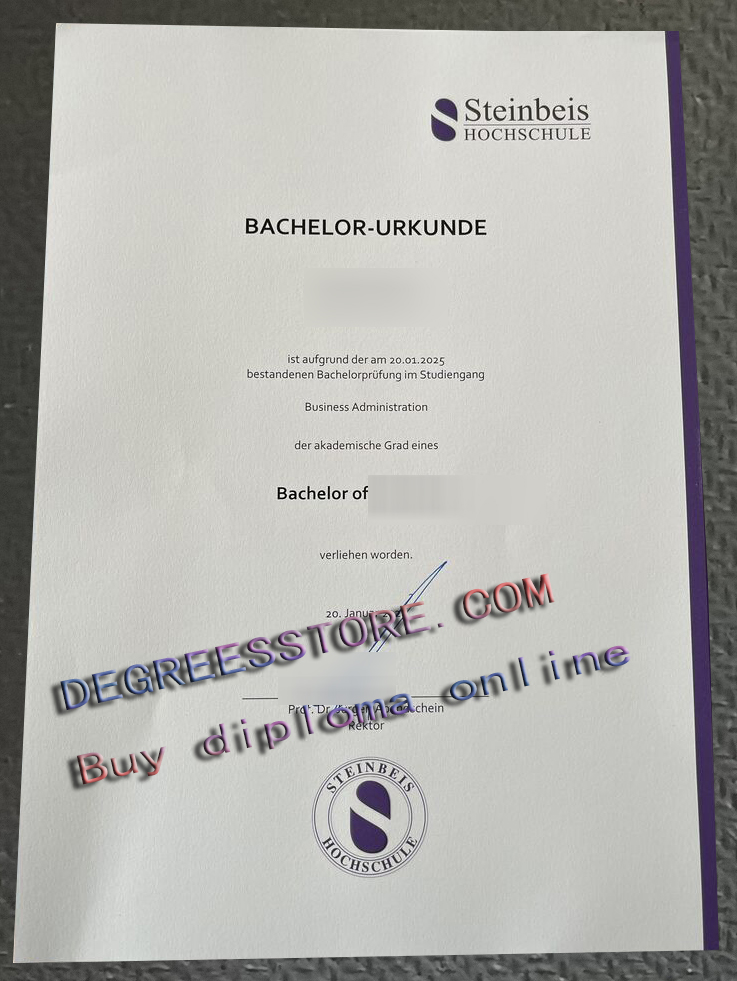 Steinbeis
HOCHSCHULE
BACHELOR-URKUNDE
ist aufgrund der am 20.01.2025
bestandenen Bachelorprüfung im Studiengang
Business Administration
der akademische Grad eines
Bachelor of
verliehen worden.
20.
DEGREESSTORE. COM
Buy diploma online
Prof. Dr.
Rektor
STEINBEIS
HOCHSCHULE